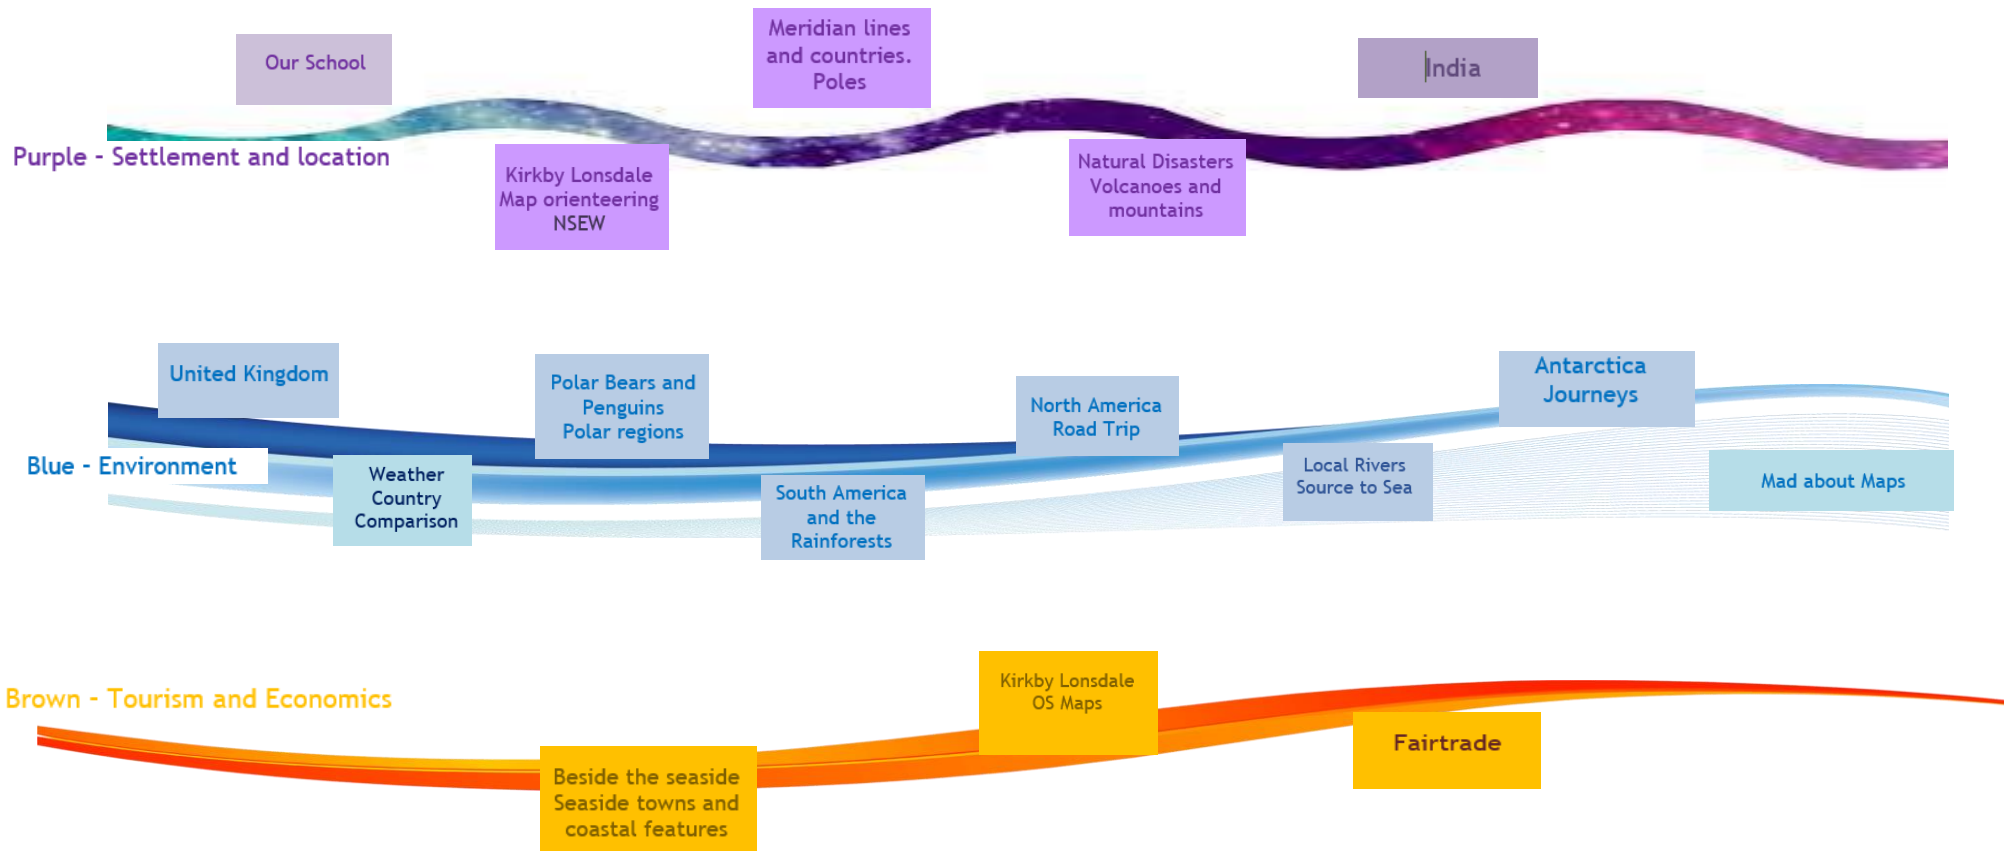 Our School
Meridian lines
and countries.
Poles
India
Purple - Settlement and location
Kirkby Lonsdale
Map orienteering
NSEW
Natural Disasters
Volcanoes and
mountains
United Kingdom
Polar Bears and
Penguins
Polar regions
North America
Road Trip
Antarctica
Journeys
Blue - Environment
Weather
Country
Comparison
South America
and the
Rainforests
Local Rivers
Source to Sea
Mad about Maps
Brown - Tourism and Economics
Kirkby Lonsdale
OS Maps
Fairtrade
Beside the seaside
Seaside towns and
coastal features